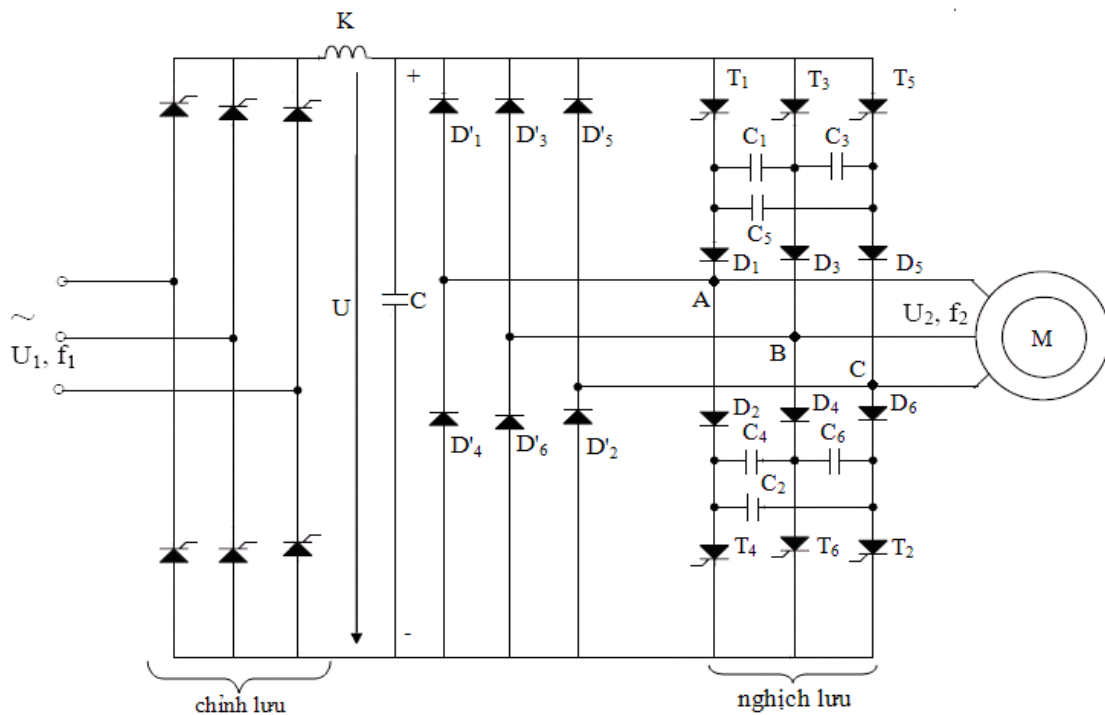 K
+
T₁
T₃
T₅
D'₁
D'₃
D'₅
C₁
C₃
C₅
D₁
D₃
D₅
~
U₁, f₁
U
C
A
B
C
U₂, f₂
M
D'₄
D'₆
D'₂
D₂
D₄
D₆
C₄
C₆
C₂
T₄
T₆
T₂
-
chỉnh lưu
nghịch lưu